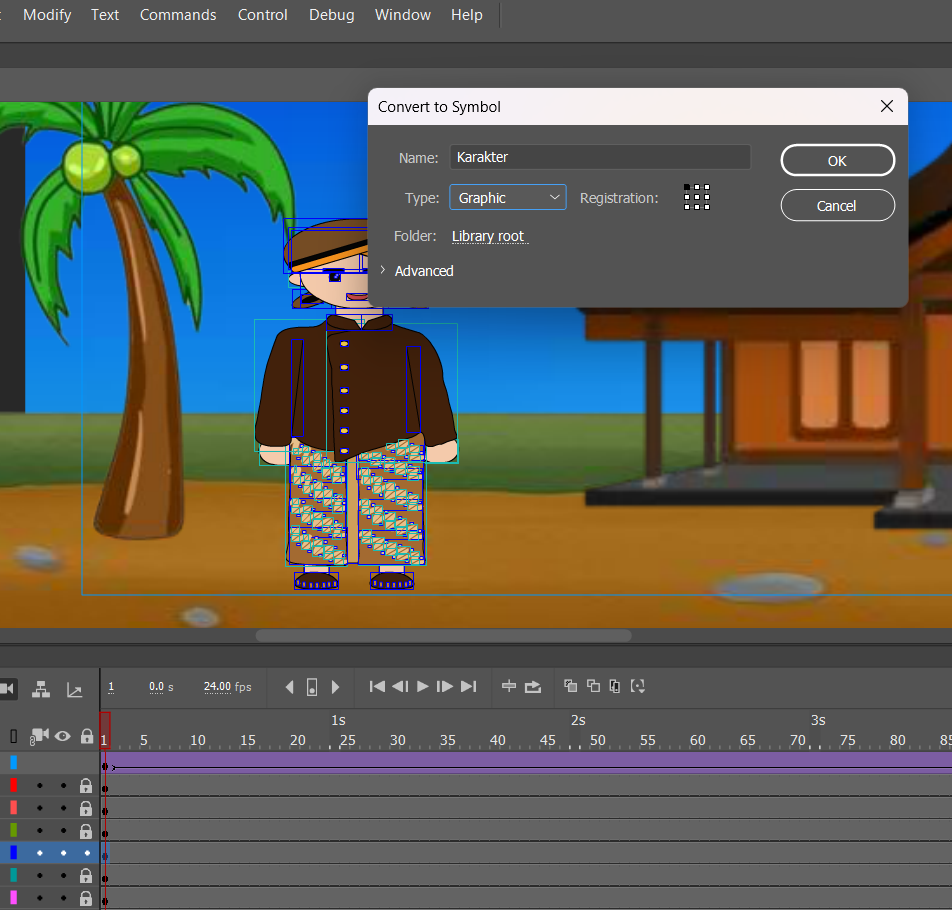 Modify Text Commands Control Debug Window Help
Convert to Symbol
Name: Karakter
OK
Type: Graphic Registration:
Cancel
Folder: Library root
Advanced
1 0.0 s 24.00 fps
1s 2s 3s
1 5 10 15 20 25 30 35 40 45 50 55 60 65 70 75 80 85